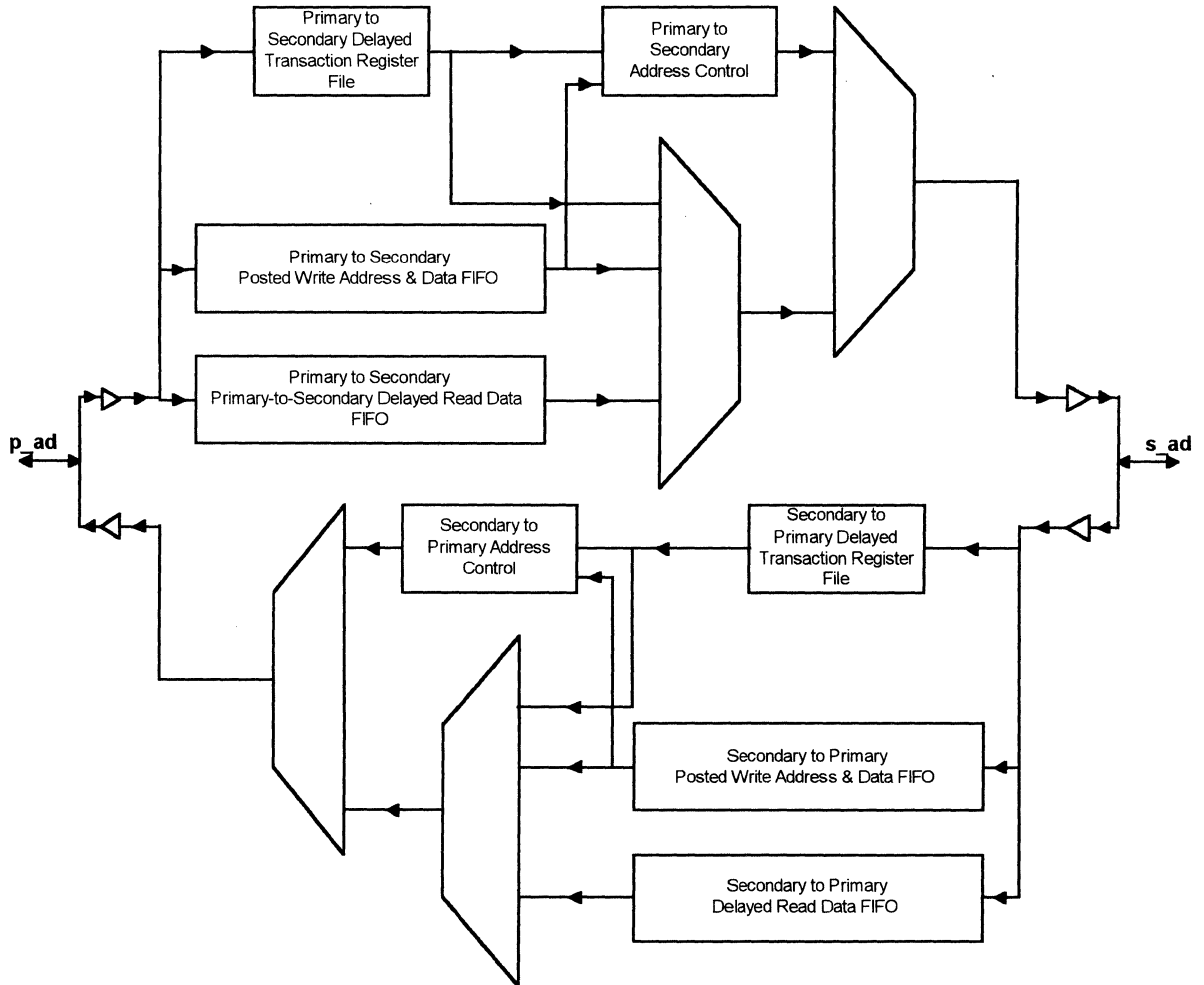 Primary to
Secondary Delayed
Transaction Register
File
Primary to
Secondary
Address Control
Primary to Secondary
Posted Write Address & Data FIFO
Primary to Secondary
Primary-to-Secondary Delayed Read Data
FIFO
p_ad
s_ad
Secondary to
Primary Address
Control
Secondary to
Primary Delayed
Transaction Register
File
Secondary to Primary
Posted Write Address & Data FIFO
Secondary to Primary
Delayed Read Data FIFO